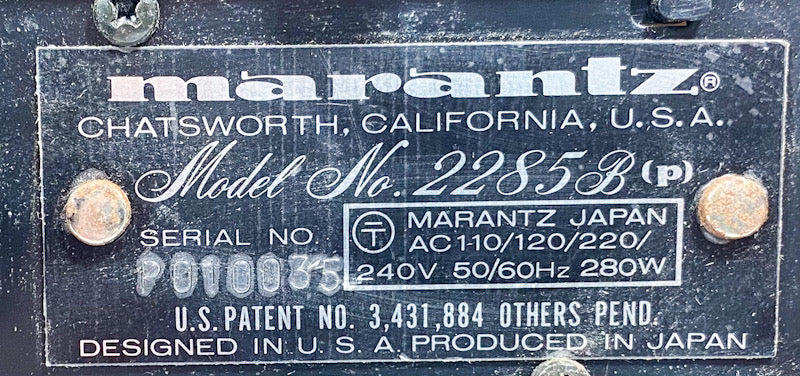 marantz®
CHATSWORTH, CALIFORNIA, U.S.A.
Model No. 2285B (p)
SERIAL NO.
P010035
T
MARANTZ JAPAN
AC110/120/220/
240V 50/60Hz 280W
U.S. PATENT NO. 3,431,884 OTHERS PEND.
DESIGNED IN U.S.A PRODUCED IN JAPAN